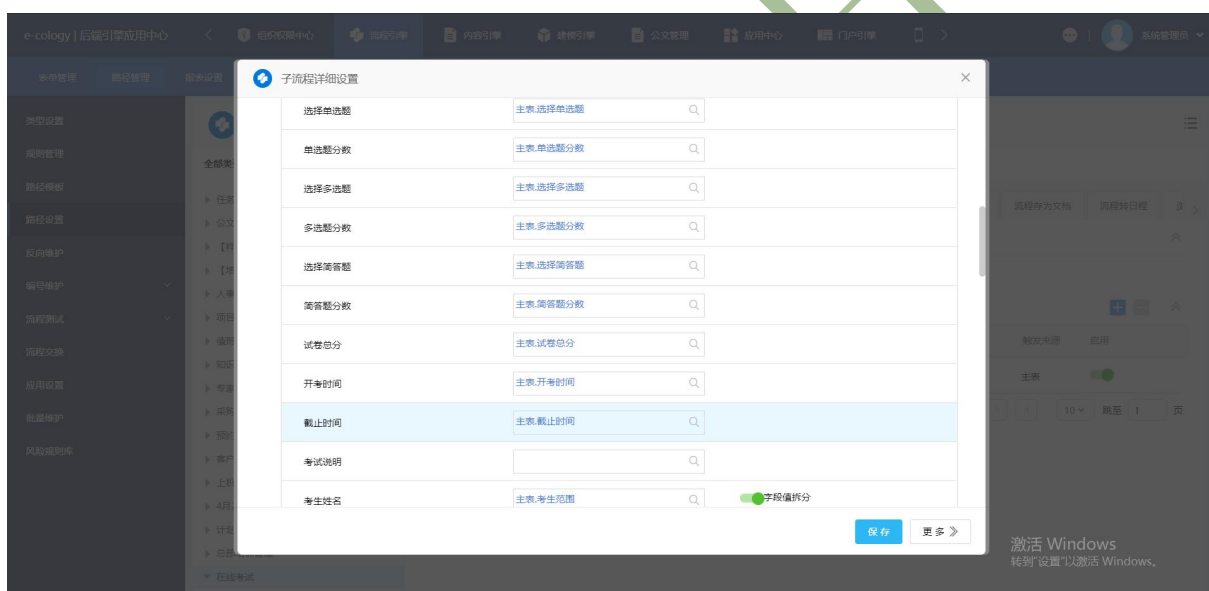 e-cology | 后端引擎应用中心
组织权限中心
流程引擎
内容引擎
建模引擎
公文管理
应用中心
门户引擎
系统管理员
表单管理
路径管理
类型设置
规则管理
路径模板
路径设置
反向维护
编号维护
流程测试
流程交换
应用设置
批量维护
风险规则库
子流程详细设置
选择单选题 主表.选择单选题
单选题分数 主表.单选题分数
选择多选题 主表.选择多选题
多选题分数 主表.多选题分数
选择简答题 主表.选择简答题
简答题分数 主表.简答题分数
试卷总分 主表.试卷总分
开考时间 主表.开考时间
截止时间 主表.截止时间
考试说明
考生姓名 主表.考生范围 字段值拆分
保存 更多
流程存为文档 流程转日程
触发来源 启用
主表
10 跳至 1 页
在线考试
激活 Windows
转到"设置"以激活 Windows。